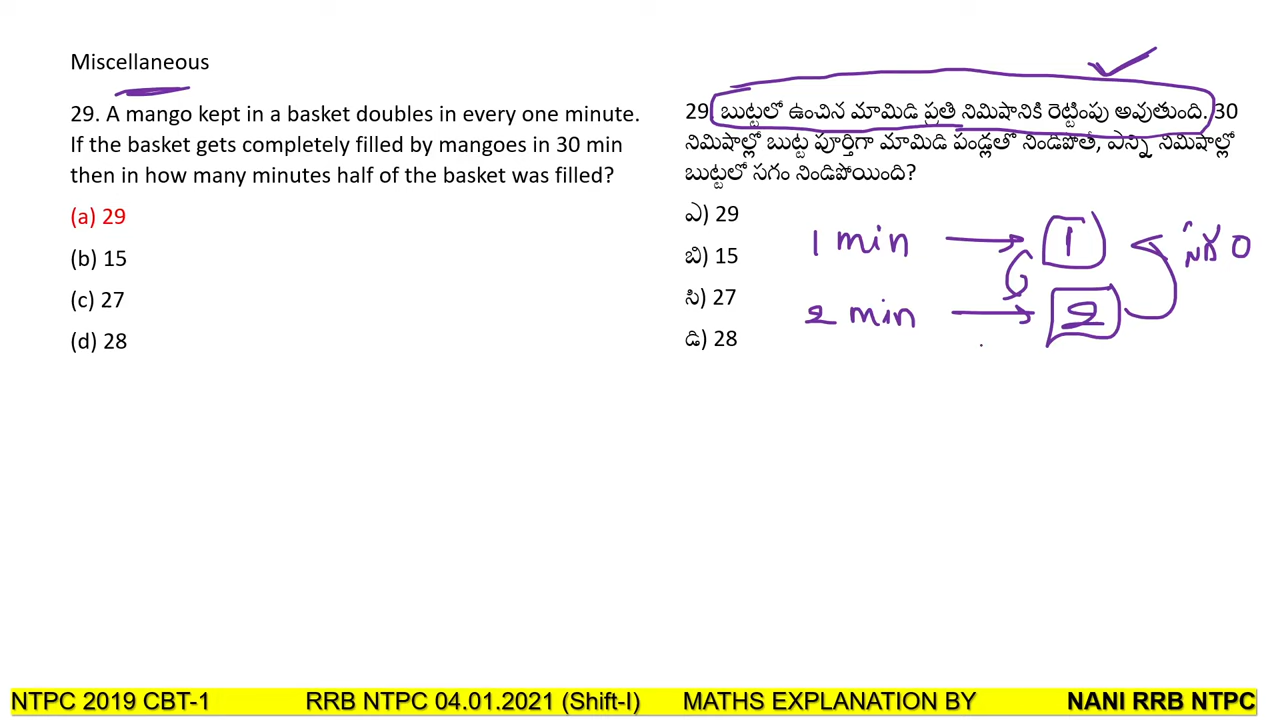 Miscellaneous
29. A mango kept in a basket doubles in every one minute.
If the basket gets completely filled by mangoes in 30 min
then in how many minutes half of the basket was filled?
(a) 29
(b) 15
(c) 27
(d) 28
29 బుట్టలో ఉంచిన మామిడి ప్రతి నిమిషానికి రెట్టింపు అవుతుంది. 30
నిమిషాల్లో బుట్ట పూర్తిగా మామిడి పండ్లతో నిండిపోతే, ఎన్ని నిమిషాల్లో
బుట్టలో సగం నిండిపోయింది?
ఎ) 29
బి) 15
సి) 27
డి) 28
1 min 1 సగం
2 min 2
NTPC 2019 CBT-1 RRB NTPC 04.01.2021 (Shift-I) MATHS EXPLANATION BY NANI RRB NTPC